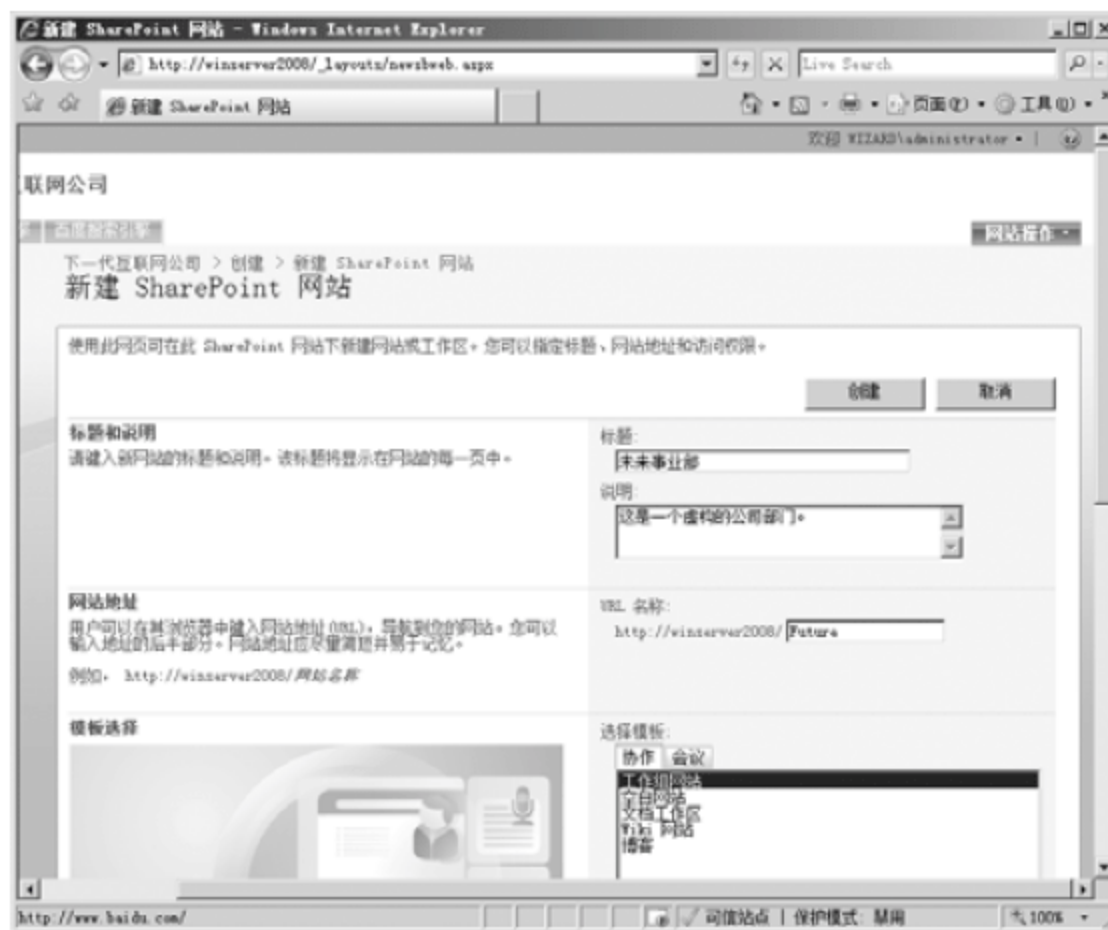 新建 SharePoint 网站 - Windows Internet Explorer
http://winserver2008/_layouts/newsbweb.aspx
Live Search
新建 SharePoint 网站
页面(P)
工具(O)
欢迎 WIZARD\administrator
联网公司
百度搜索引擎
网站操作
下一代互联网公司 > 创建 > 新建 SharePoint 网站
新建 SharePoint 网站
使用此网页可在此 SharePoint 网站下新建网站或工作区。您可以指定标题、网站地址和访问权限。
创建
取消
标题和说明
请键入新网站的标题和说明。该标题将显示在网站的每一页中。
标题:
未来事业部
说明:
这是一个虚构的公司部门。
网站地址
用户可以在其浏览器中键入网站地址(URL)，导航到您的网站。您可以
输入地址的后半部分。网站地址应尽量简短并易于记忆。
例如， http://winserver2008/网站名称
URL 名称:
http://winserver2008/ Future
模板选择
选择模板:
协作 会议
工作组网站
空白网站
文档工作区
Wiki 网站
博客
http://www.baidu.com/
可信站点 | 保护模式: 禁用
100%